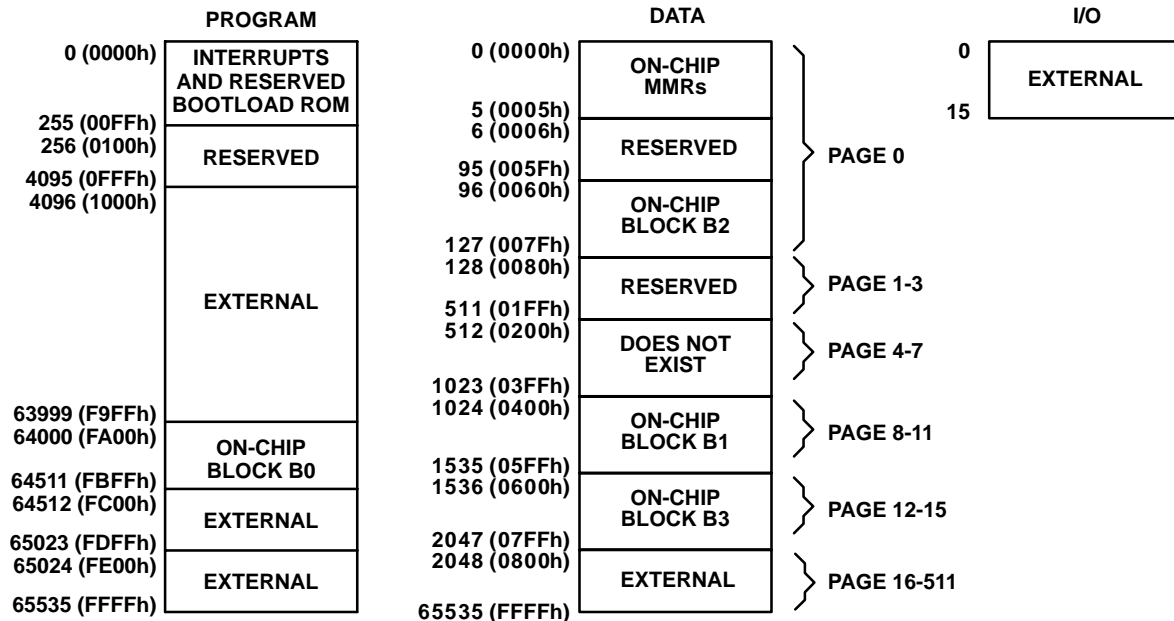 PROGRAM
0 (0000h)
INTERRUPTS
AND RESERVED
BOOTLOAD ROM
255 (00FFh)
256 (0100h)
RESERVED
4095 (0FFFh)
4096 (1000h)
EXTERNAL
63999 (F9FFh)
64000 (FA00h)
ON-CHIP
BLOCK B0
64511 (FBFFh)
64512 (FC00h)
EXTERNAL
65023 (FDFFh)
65024 (FE00h)
EXTERNAL
65535 (FFFFh)
DATA
0 (0000h)
ON-CHIP
MMRs
5 (0005h)
6 (0006h)
RESERVED
95 (005Fh)
96 (0060h)
ON-CHIP
BLOCK B2
127 (007Fh)
PAGE 0
128 (0080h)
RESERVED
PAGE 1-3
511 (01FFh)
512 (0200h)
DOES NOT
EXIST
PAGE 4-7
1023 (03FFh)
1024 (0400h)
ON-CHIP
BLOCK B1
PAGE 8-11
1535 (05FFh)
1536 (0600h)
ON-CHIP
BLOCK B3
PAGE 12-15
2047 (07FFh)
2048 (0800h)
EXTERNAL
PAGE 16-511
65535 (FFFFh)
I/O
0
EXTERNAL
15